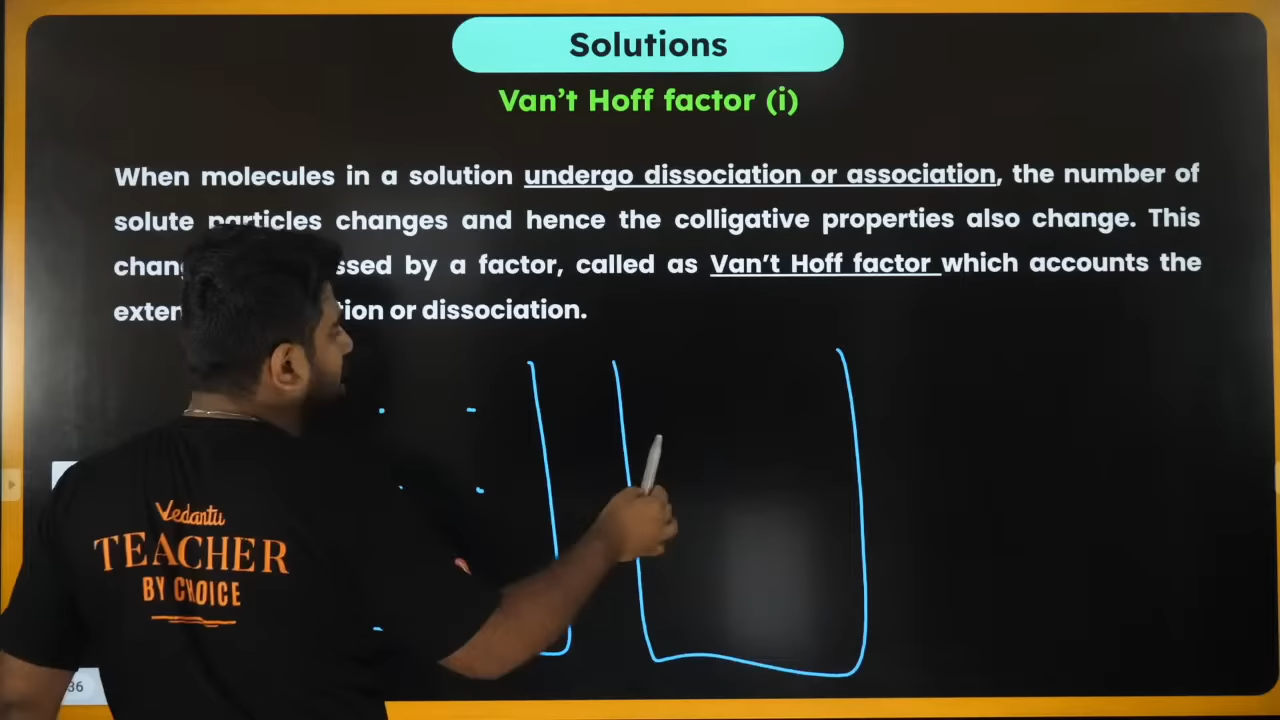 Solutions
Van't Hoff factor (i)
When molecules in a solution undergo dissociation or association, the number of
solute particles changes and hence the colligative properties also change. This
by a factor, called as Van't Hoff factor which accounts the
or dissociation.
Vedantu
TEACHER
BY CHOICE
36